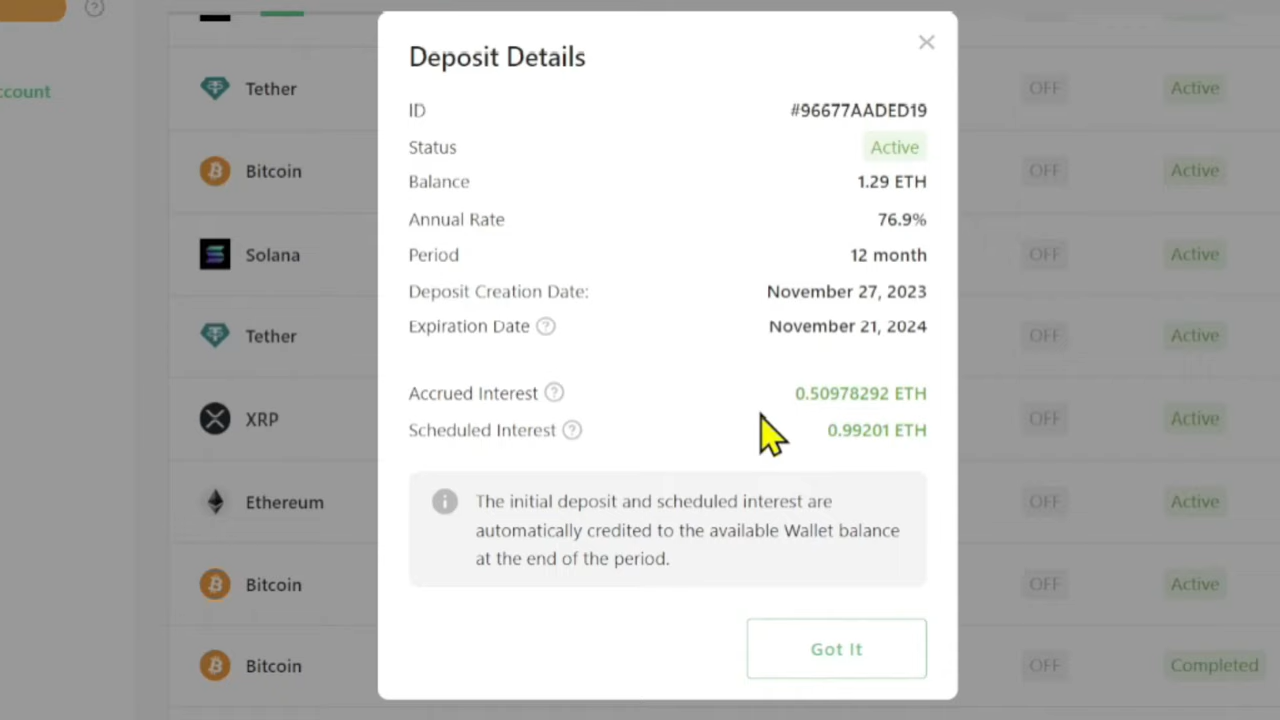 Deposit Details
ID #96677AADED19
Status Active
Balance 1.29 ETH
Annual Rate 76.9%
Period 12 month
Deposit Creation Date: November 27, 2023
Expiration Date ? November 21, 2024
Accrued Interest ? 0.50978292 ETH
Scheduled Interest ? 0.99201 ETH
The initial deposit and scheduled interest are
automatically credited to the available Wallet balance
at the end of the period.
Got It
?
ccount
Tether OFF Active
Bitcoin OFF Active
Solana OFF Active
Tether OFF Active
XRP OFF Active
Ethereum OFF Active
Bitcoin OFF Active
Bitcoin OFF Completed